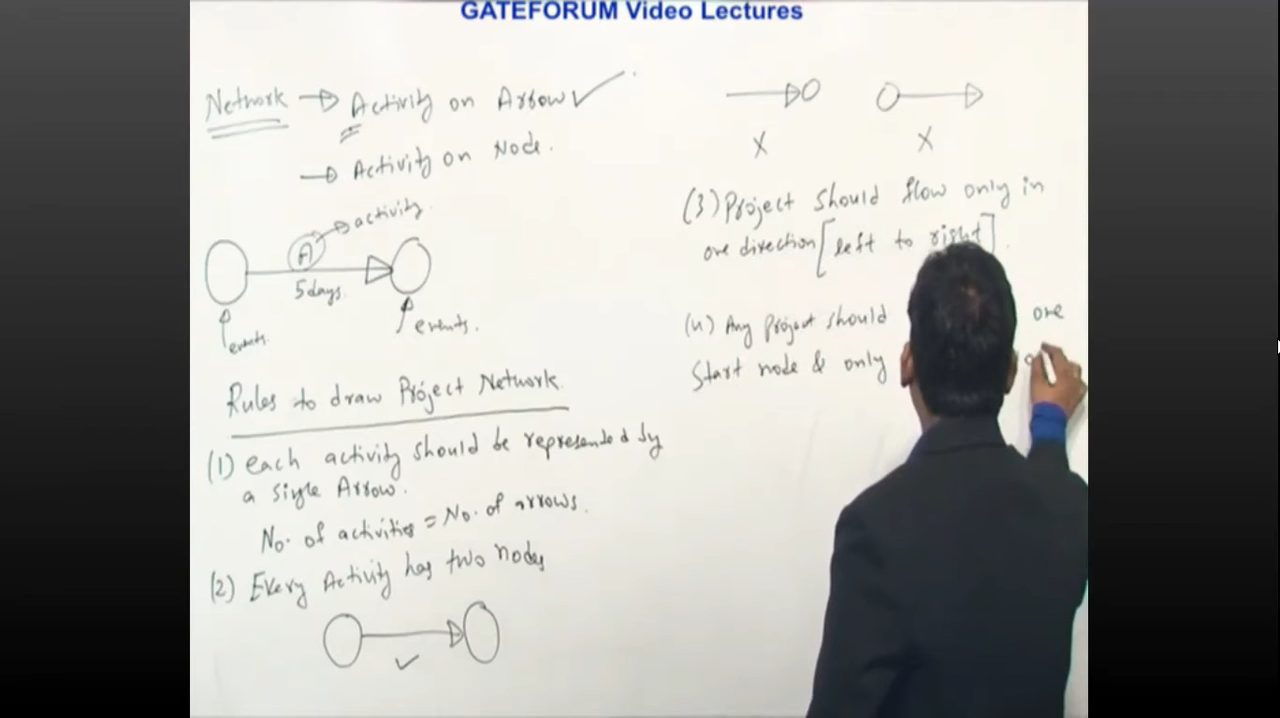 GATEFORUM Video Lectures
Network → Activity on Arrow ✓
→ Activity on Node.
A → activity
5 days.
events
events.
Rules to draw Project Network.
(1) each activity should be represented by
a single Arrow.
No. of activities = No. of arrows.
(2) Every Activity has two nodes
✓
X X
(3) Project should flow only in
one direction [left to right].
(4) Any project should one
Start node & only